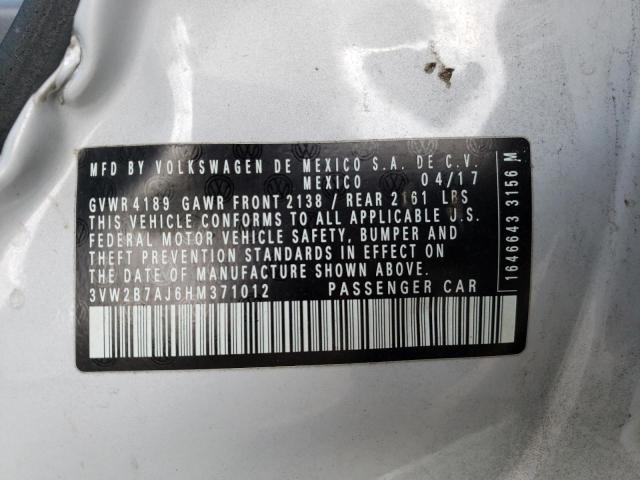 MFD BY VOLKSWAGEN DE MEXICO S.A. DE C.V.
MEXICO 04/17
GVWR 4189 GAWR FRONT 2138 / REAR 2161 LBS
THIS VEHICLE CONFORMS TO ALL APPLICABLE U.S.
FEDERAL MOTOR VEHICLE SAFETY, BUMPER AND
THEFT PREVENTION STANDARDS IN EFFECT ON
THE DATE OF MANUFACTURE SHOWN ABOVE.
3VW2B7AJ6HM371012 PASSENGER CAR
1646643 3156 M